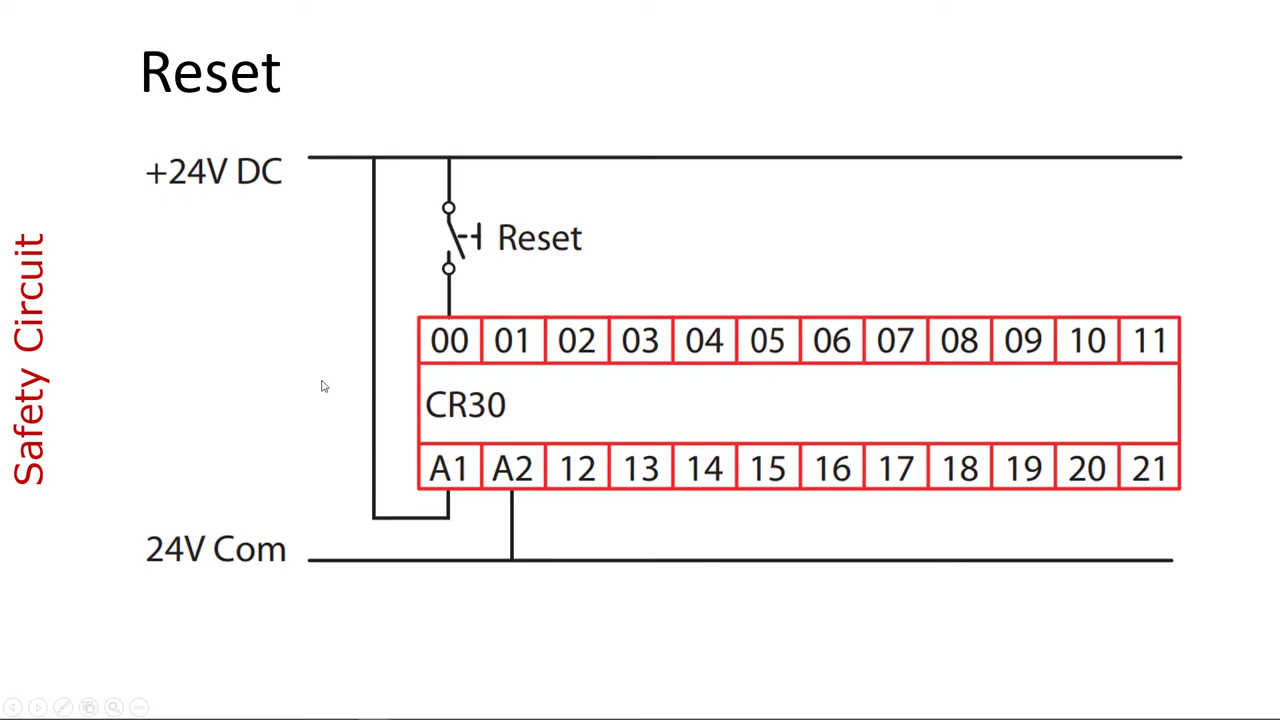 Reset
+24V DC
Safety Circuit
Reset
00 01 02 03 04 05 06 07 08 09 10 11
CR30
A1 A2 12 13 14 15 16 17 18 19 20 21
24V Com